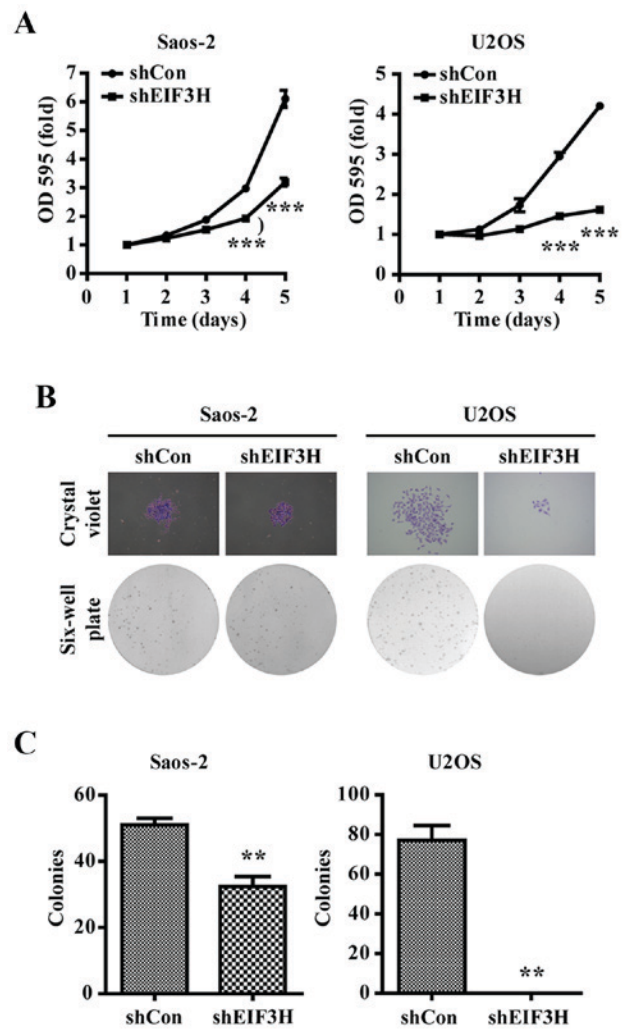 A
Saos-2
U2OS
OD 595 (fold)
7
6
5
4
3
2
1
0
shCon
shEIF3H
***
)
***
0 1 2 3 4 5
Time (days)
OD 595 (fold)
5
4
3
2
1
0
shCon
shEIF3H
***
***
0 1 2 3 4 5
Time (days)
B
Saos-2
U2OS
shCon
shEIF3H
shCon
shEIF3H
Crystal
violet
Six-well
plate
C
Saos-2
U2OS
Colonies
60
40
20
0
**
shCon
shEIF3H
Colonies
100
80
60
40
20
0
**
shCon
shEIF3H